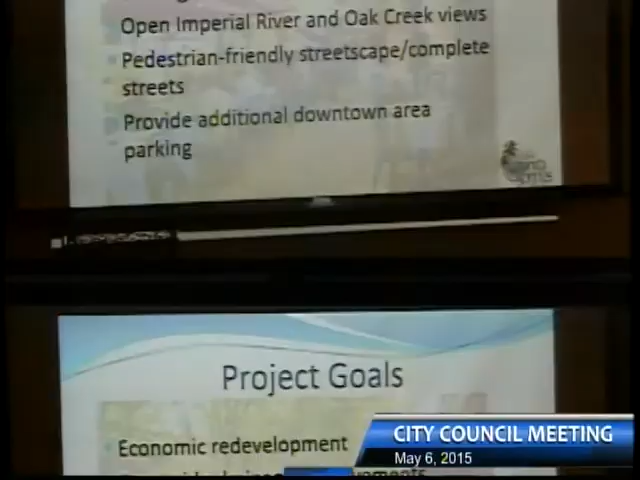 Open Imperial River and Oak Creek views
Pedestrian-friendly streetscape/complete
streets
Provide additional downtown area
parking
Project Goals
Economic redevelopment
CITY COUNCIL MEETING
May 6, 2015